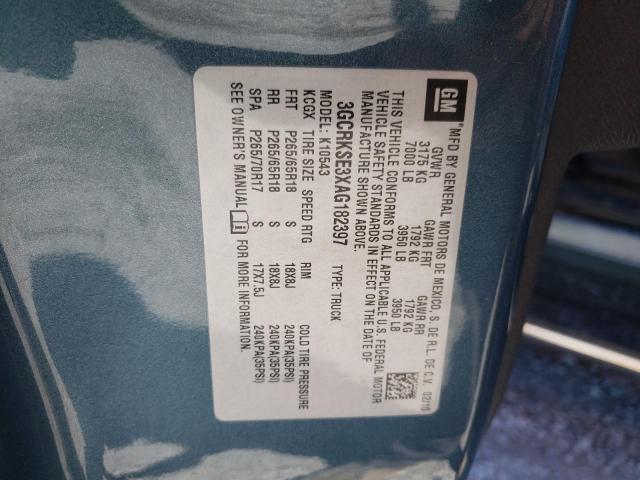 GM
®MFD BY GENERAL MOTORS DE MEXICO, S. DE R.L. DE C.V. 02/10
GVWR GAWR FRT GAWR RR
3175 KG 1792 KG 1792 KG
7000 LB 3950 LB 3950 LB
THIS VEHICLE CONFORMS TO ALL APPLICABLE U.S. FEDERAL MOTOR
VEHICLE SAFETY STANDARDS IN EFFECT ON THE DATE OF
MANUFACTURE SHOWN ABOVE.
3GCRKSE3XAG182397 TYPE: TRUCK
MODEL: K10543
KCGX TIRE SIZE SPEED RTG RIM COLD TIRE PRESSURE
FRT P265/65R18 S 18X8J 240KPA(35PSI)
RR P265/65R18 S 18X8J 240KPA(35PSI)
SPA P265/70R17 S 17X7.5J 240KPA(35PSI)
SEE OWNER'S MANUAL FOR MORE INFORMATION.